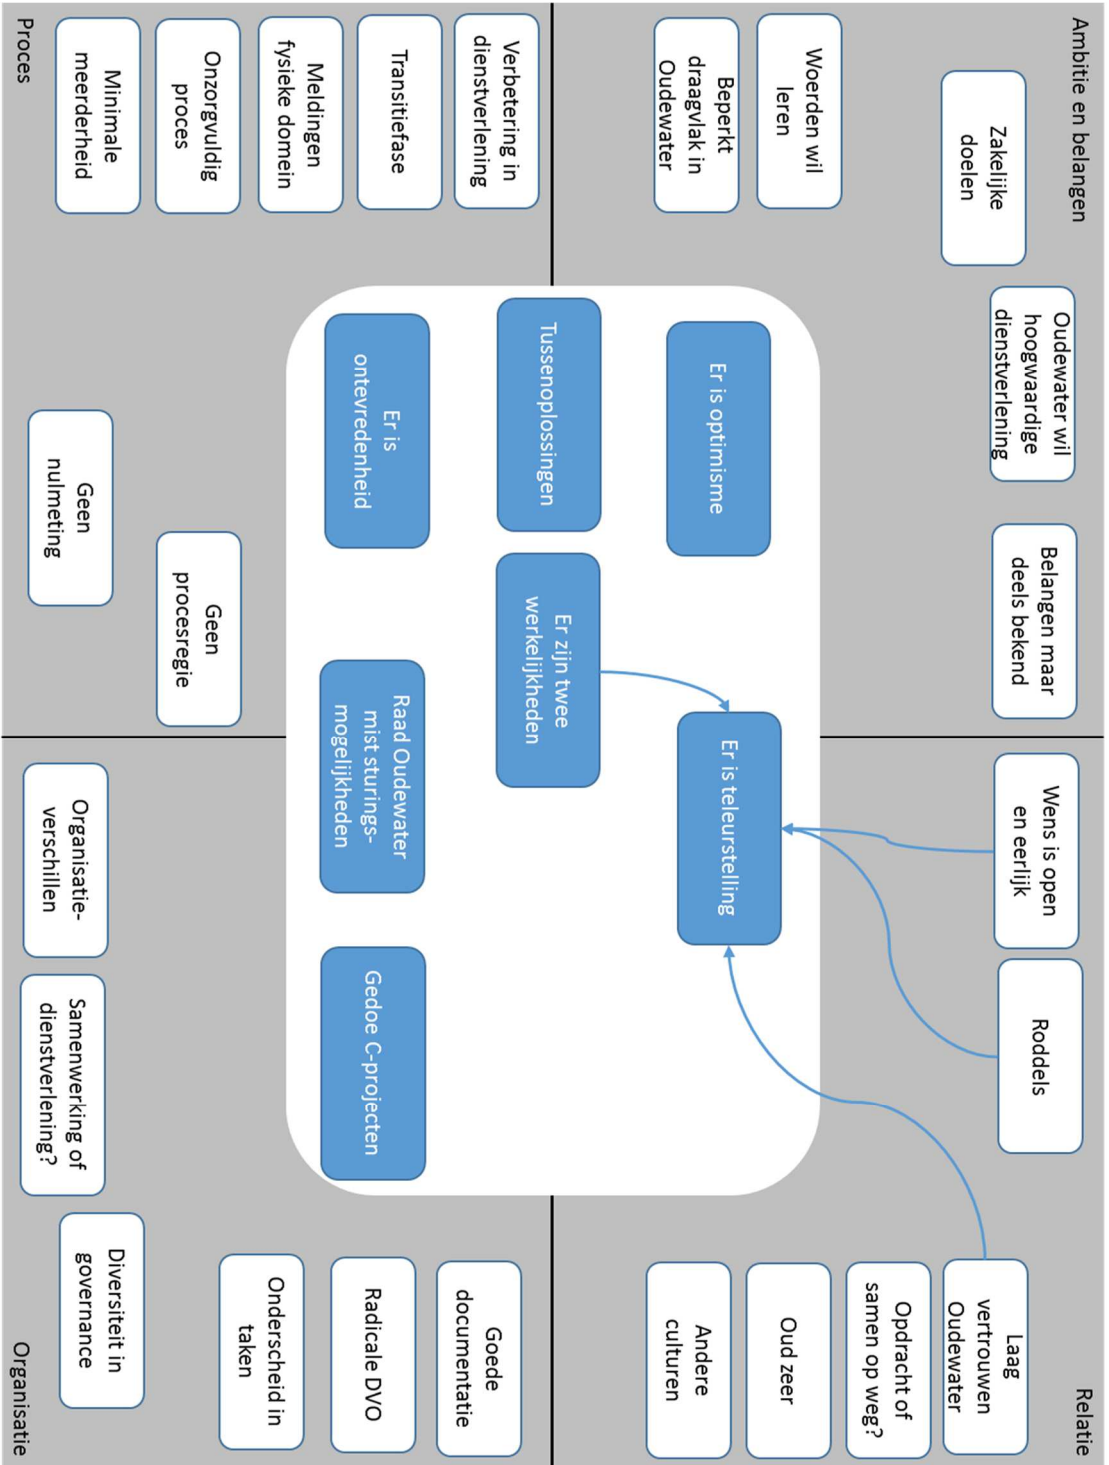 Ambitie en belangen
Zakelijke
doelen
Oudewater wil
hoogwaardige
dienstverlening
Belangen maar
deels bekend
Woerden wil
leren
Beperkt
draagvlak in
Oudewater
Relatie
Wens is open
en eerlijk
Roddels
Laag
vertrouwen
Oudewater
Opdracht of
samen op weg?
Oud zeer
Andere
culturen
Er is optimisme
Er is teleurstelling
Tussenoplossingen
Er zijn twee
werkelijkheden
Er is
ontevredenheid
Raad Oudewater
mist sturings-
mogelijkheden
Gedoe C-projecten
Verbetering in
dienstverlening
Transitiefase
Meldingen
fysieke domein
Onzorgvuldig
proces
Minimale
meerderheid
Geen
procesregie
Geen
nulmeting
Proces
Goede
documentatie
Radicale DVO
Onderscheid in
taken
Diversiteit in
governance
Organisatie-
verschillen
Samenwerking of
dienstverlening?
Organisatie